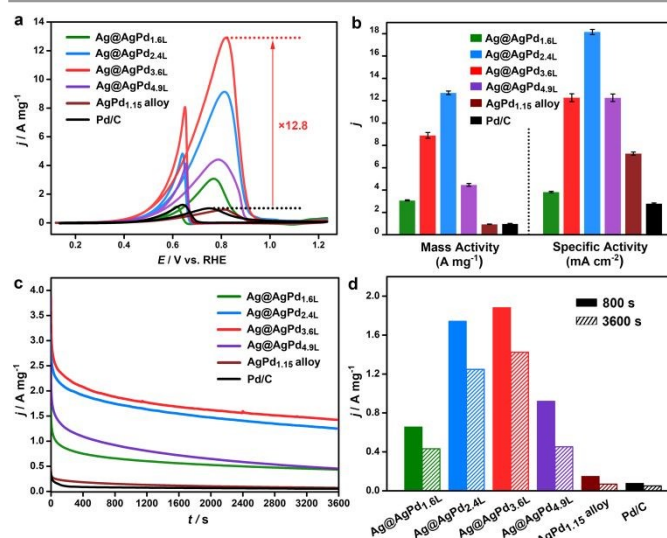 a
14
12
10
8
6
4
2
0
j / A mg⁻¹
Ag@AgPd1.6L
Ag@AgPd2.4L
Ag@AgPd3.6L
Ag@AgPd4.9L
AgPd1.15 alloy
Pd/C
×12.8
0.2 0.4 0.6 0.8 1.0 1.2
E / V vs. RHE
b
18
16
12
8
4
0
j
Ag@AgPd1.6L
Ag@AgPd2.4L
Ag@AgPd3.6L
Ag@AgPd4.9L
AgPd1.15 alloy
Pd/C
Mass Activity Specific Activity
(A mg⁻¹) (mA cm⁻²)
c
4.0
3.5
3.0
2.5
2.0
1.5
1.0
0.5
0.0
j / A mg⁻¹
Ag@AgPd1.6L
Ag@AgPd2.4L
Ag@AgPd3.6L
Ag@AgPd4.9L
AgPd1.15 alloy
Pd/C
0 400 800 1200 1600 2000 2400 2800 3200 3600
t / s
d
2.0
1.6
1.2
0.8
0.4
0.0
j / A mg⁻¹
800 s
3600 s
Ag@AgPd1.6L
Ag@AgPd2.4L
Ag@AgPd3.6L
Ag@AgPd4.9L
AgPd1.15 alloy
Pd/C